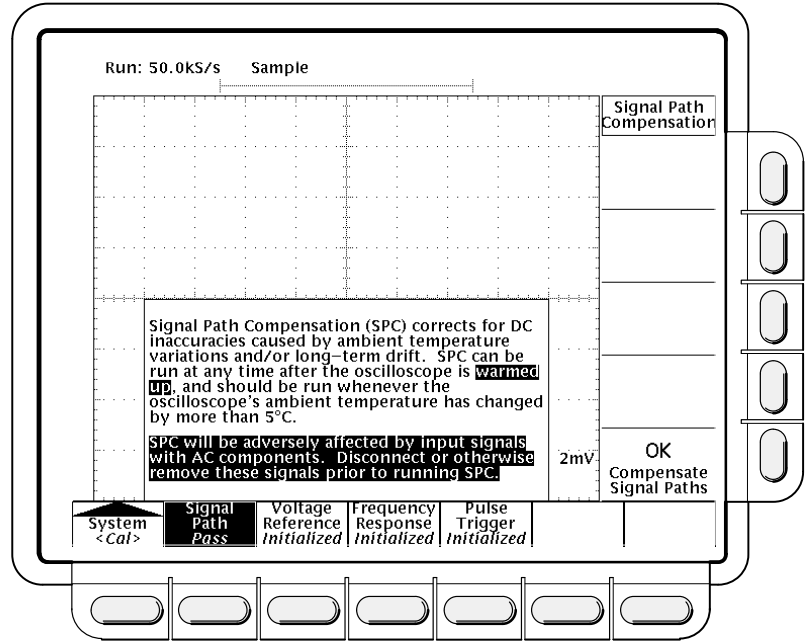 Run: 50.0kS/s Sample
Signal Path
Compensation
Signal Path Compensation (SPC) corrects for DC
inaccuracies caused by ambient temperature
variations and/or long-term drift. SPC can be
run at any time after the oscilloscope is warmed
up, and should be run whenever the
oscilloscope's ambient temperature has changed
by more than 5°C.
SPC will be adversely affected by input signals
with AC components. Disconnect or otherwise
remove these signals prior to running SPC.
2mV
OK
Compensate
Signal Paths
System
<Cal>
Signal
Path
Pass
Voltage
Reference
Initialized
Frequency
Response
Initialized
Pulse
Trigger
Initialized